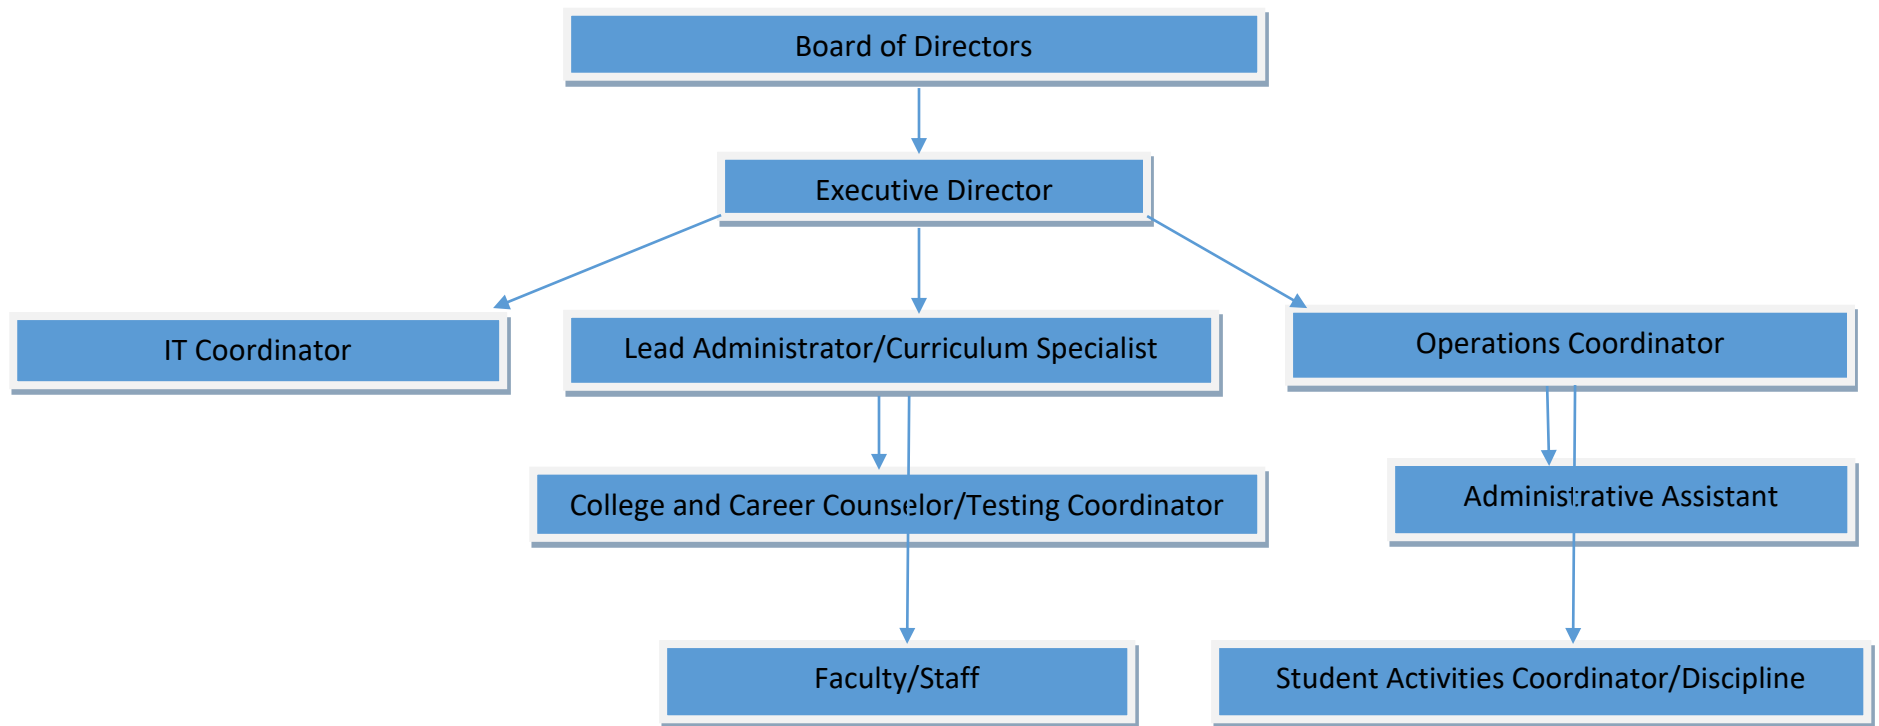 Board of Directors
Executive Director
IT Coordinator
Lead Administrator/Curriculum Specialist
Operations Coordinator
College and Career Counselor/Testing Coordinator
Administrative Assistant
Faculty/Staff
Student Activities Coordinator/Discipline